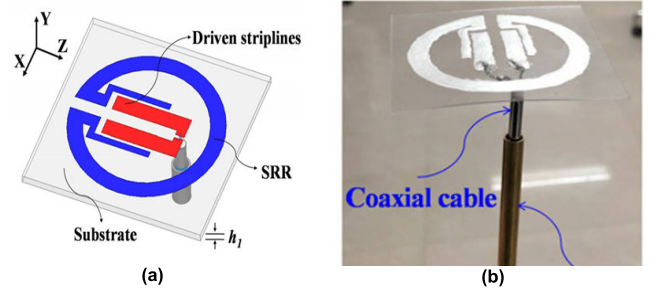 Y
Z
X
Driven striplines
SRR
Substrate
h1
Coaxial cable
(a)
(b)